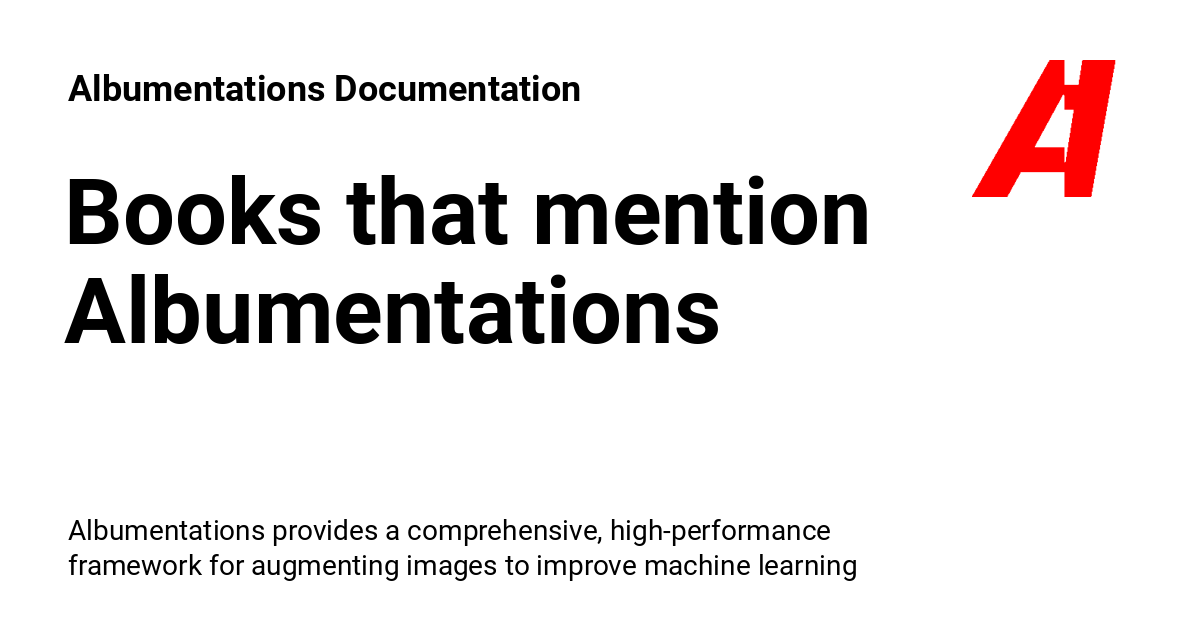 Albumentations Documentation
Books that mention
Albumentations
Albumentations provides a comprehensive, high-performance
framework for augmenting images to improve machine learning